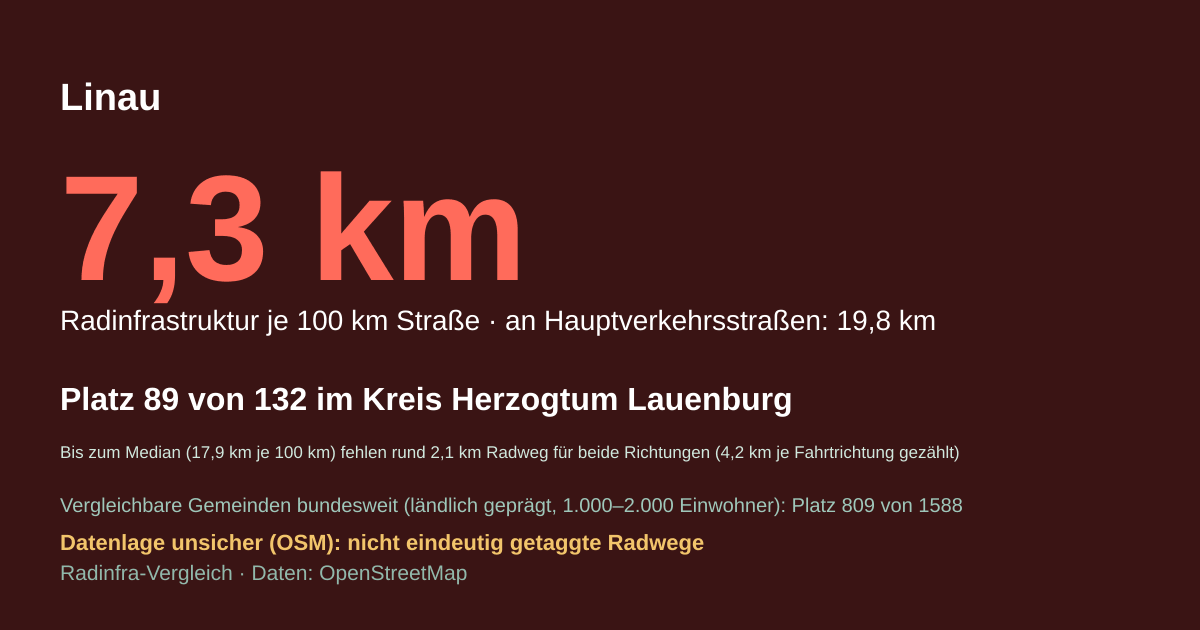 Linau
7,3 km
Radinfrastruktur je 100 km Straße · an Hauptverkehrsstraßen: 19,8 km
Platz 89 von 132 im Kreis Herzogtum Lauenburg
Bis zum Median (17,9 km je 100 km) fehlen rund 2,1 km Radweg für beide Richtungen (4,2 km je Fahrtrichtung gezählt)
Vergleichbare Gemeinden bundesweit (ländlich geprägt, 1.000–2.000 Einwohner): Platz 809 von 1588
Datenlage unsicher (OSM): nicht eindeutig getaggte Radwege
Radinfra-Vergleich · Daten: OpenStreetMap